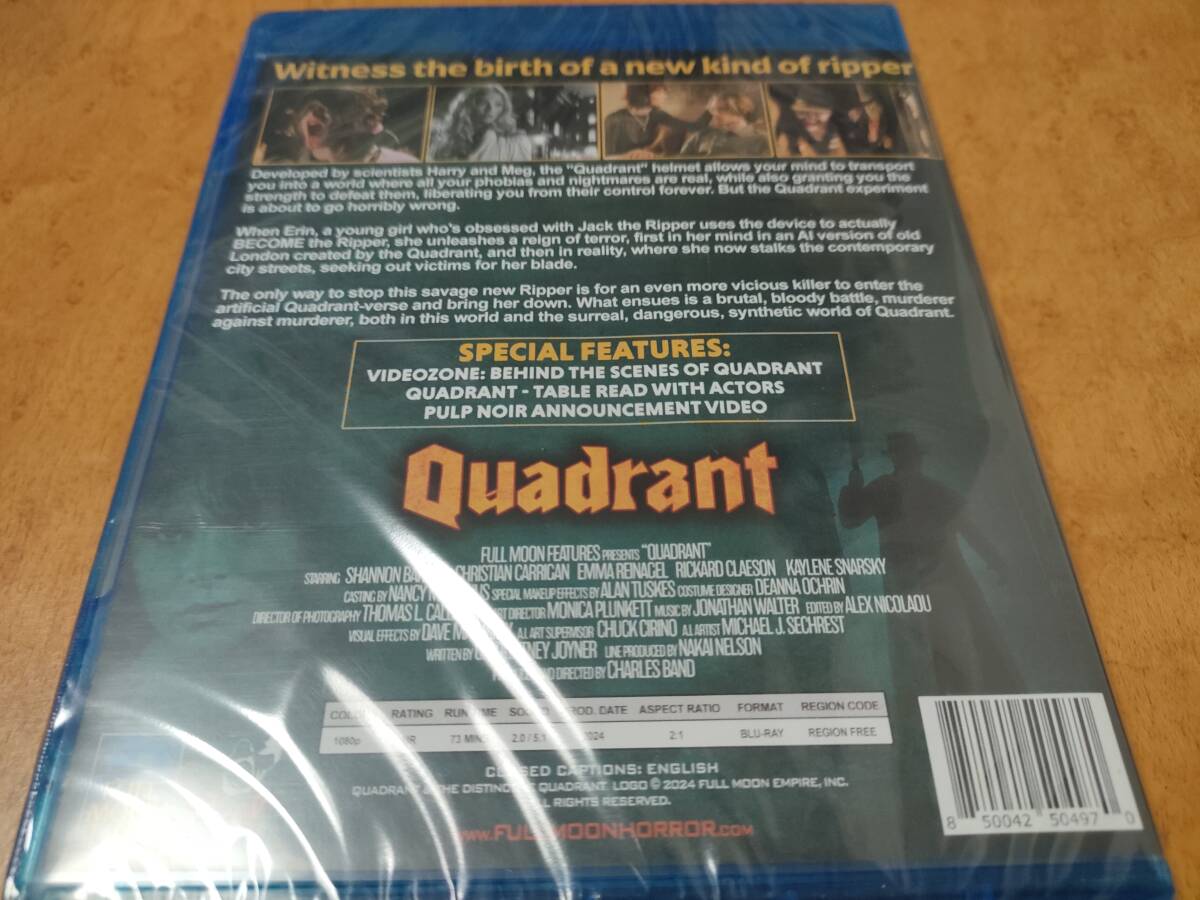 Witness the birth of a new kind of ripper
Developed by scientists Harry and Meg, the "Quadrant" helmet allows your mind to transport
you into a world where all your phobias and nightmares are real, while also granting you the
strength to defeat them, liberating you from their control forever. But the Quadrant experiment
is about to go horribly wrong.
When Erin, a young girl who's obsessed with Jack the Ripper uses the device to actually
BECOME the Ripper, she unleashes a reign of terror, first in her mind in an AI version of old
London created by the Quadrant, and then in reality, where she now stalks the contemporary
city streets, seeking out victims for her blade.
The only way to stop this savage new Ripper is for an even more vicious killer to enter the
artificial Quadrant-verse and bring her down. What ensues is a brutal, bloody battle, murderer
against murderer, both in this world and the surreal, dangerous, synthetic world of Quadrant.
SPECIAL FEATURES:
VIDEOZONE: BEHIND THE SCENES OF QUADRANT
QUADRANT - TABLE READ WITH ACTORS
PULP NOIR ANNOUNCEMENT VIDEO
Quadrant
FULL MOON FEATURES PRESENTS "QUADRANT"
STARRING SHANNON CHRISTIAN CARRIGAN EMMA REINAGEL RICKARD CLAESON KAYLENE SNARSKY
CASTING BY NANCY SPECIAL MAKEUP EFFECTS BY ALAN TUSKES COSTUME DESIGNER DEANNA OCHRIN
DIRECTOR OF PHOTOGRAPHY THOMAS L. DIRECTOR MONICA PLUNKETT MUSIC BY JONATHAN WALTER EDITED BY ALEX NICOLAOU
VISUAL EFFECTS BY DAVE A.I. ART SUPERVISOR CHUCK CIRINO A.I. ARTIST MICHAEL J. SECHREST
WRITTEN BY JOYNER LINE PRODUCED BY NAKAI NELSON
AND DIRECTED BY CHARLES BAND
RATING ASPECT RATIO FORMAT REGION CODE
1080p 73 MINS 2.0 / 5.1 2024 2:1 BLU-RAY REGION FREE
CLOSED CAPTIONS: ENGLISH
QUADRANT & THE QUADRANT LOGO © 2024 FULL MOON EMPIRE, INC.
ALL RIGHTS RESERVED.
www.FULLMOONHORROR.COM
8 50042 50497 0